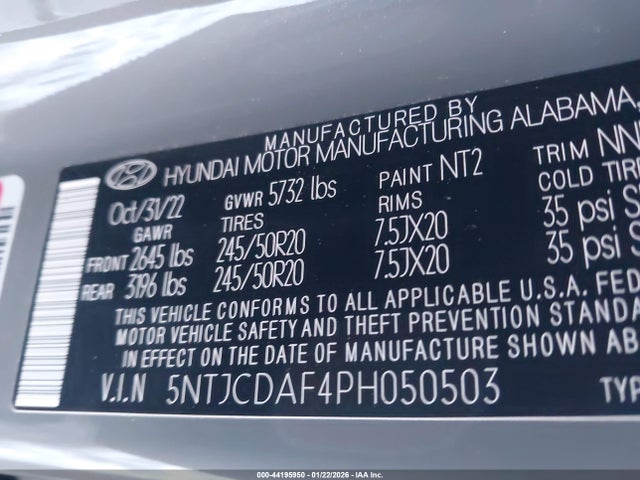 MANUFACTURED BY
HYUNDAI MOTOR MANUFACTURING ALABAMA,
Oct/31/22 GVWR 5732 lbs PAINT NT2 TRIM NN
GAWR TIRES RIMS COLD
FRONT 2645 lbs 245/50R20 7.5JX20 35 psi
REAR 3196 lbs 245/50R20 7.5JX20 35 psi
THIS VEHICLE CONFORMS TO ALL APPLICABLE U.S.A.
MOTOR VEHICLE SAFETY AND THEFT PREVENTION
IN EFFECT ON THE DATE OF MANUFACTURE SHOWN
V.I.N 5NTJCDAF4PH050503
000-44195950 - 01/22/2026 - IAA Inc.